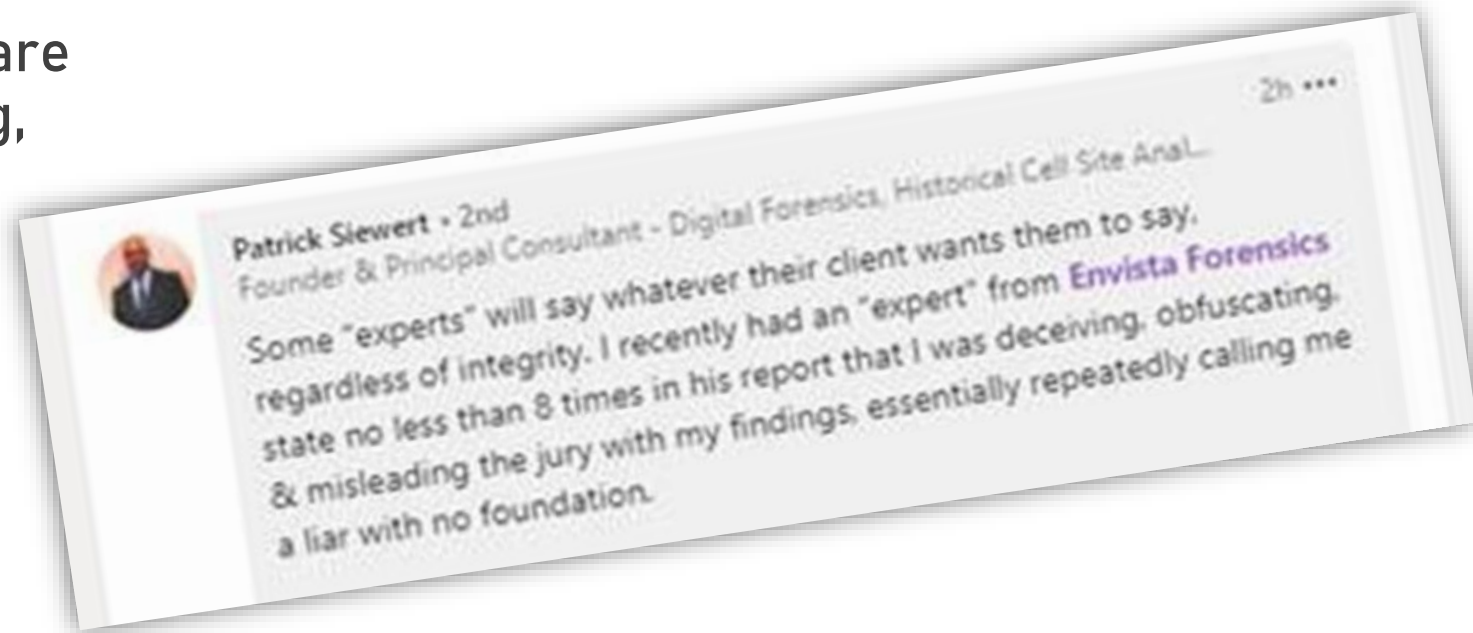 are
g,
2h •••
Patrick Siewert • 2nd
Founder & Principal Consultant - Digital Forensics, Historical Cell Site Anal...
Some "experts" will say whatever their client wants them to say,
regardless of integrity. I recently had an "expert" from Envista Forensics
state no less than 8 times in his report that I was deceiving, obfuscating,
& misleading the jury with my findings, essentially repeatedly calling me
a liar with no foundation.